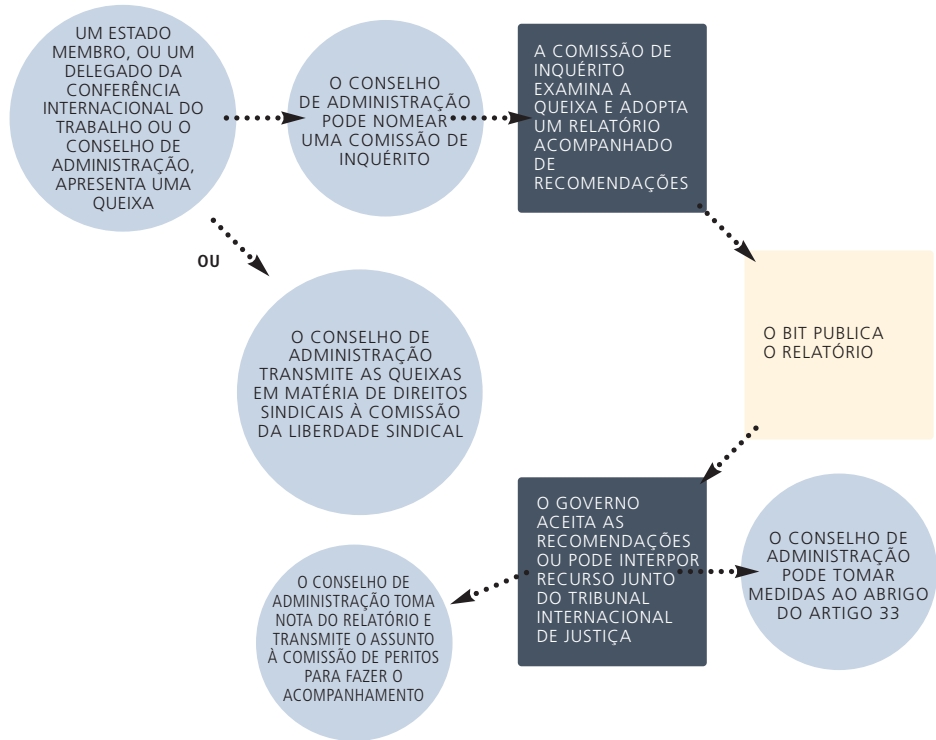 UM ESTADO
MEMBRO, OU UM
DELEGADO DA
CONFERÊNCIA
INTERNACIONAL DO
TRABALHO OU O
CONSELHO DE
ADMINISTRAÇÃO,
APRESENTA UMA
QUEIXA
O CONSELHO
DE ADMINISTRAÇÃO
PODE NOMEAR
UMA COMISSÃO DE
INQUÉRITO
A COMISSÃO DE
INQUÉRITO
EXAMINA A
QUEIXA E ADOPTA
UM RELATÓRIO
ACOMPANHADO
DE
RECOMENDAÇÕES
OU
O CONSELHO DE
ADMINISTRAÇÃO
TRANSMITE AS QUEIXAS
EM MATÉRIA DE DIREITOS
SINDICAIS À COMISSÃO
DA LIBERDADE SINDICAL
O BIT PUBLICA
O RELATÓRIO
O GOVERNO
ACEITA AS
RECOMENDAÇÕES
OU PODE INTERPOR
RECURSO JUNTO
DO TRIBUNAL
INTERNACIONAL
DE JUSTIÇA
O CONSELHO DE
ADMINISTRAÇÃO
PODE TOMAR
MEDIDAS AO ABRIGO
DO ARTIGO 33
O CONSELHO DE
ADMINISTRAÇÃO TOMA
NOTA DO RELATÓRIO E
TRANSMITE O ASSUNTO
À COMISSÃO DE PERITOS
PARA FAZER O
ACOMPANHAMENTO